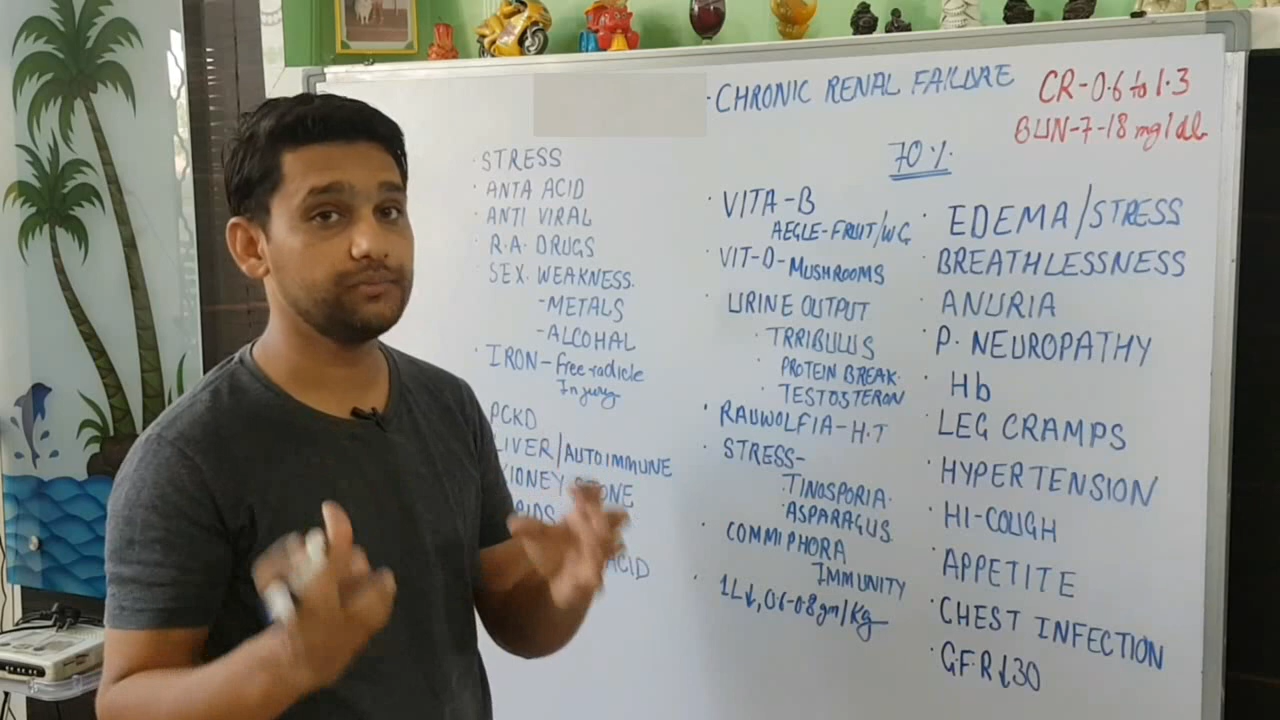 CHRONIC RENAL FAILURE
CR-0.6 to 1.3
BUN-7-18 mg/dL
70%
STRESS
ANTA ACID
ANTI VIRAL
R.A. DRUGS
SEX. WEAKNESS.
-METALS
-ALCOHAL
IRON-free-radicle
Injury
PCKD
LIVER/AUTOIMMUNE
KIDNEY STONE
ACID
VITA-B
AEGLE-FRUIT/WG
VIT-D-MUSHROOMS
URINE OUTPUT
TRRIBULUS
PROTEIN BREAK.
TESTOSTERON
RAUWOLFIA-H.T
STRESS-
TINOSPORIA.
ASPARAGUS
COMMIPHORA
IMMUNITY
1L↓, 0.6-0.8gm/Kg
EDEMA/STRESS
BREATHLESSNESS
ANURIA
P. NEUROPATHY
Hb
LEG CRAMPS
HYPERTENSION
HI-COUGH
APPETITE
CHEST INFECTION
GFR↓30